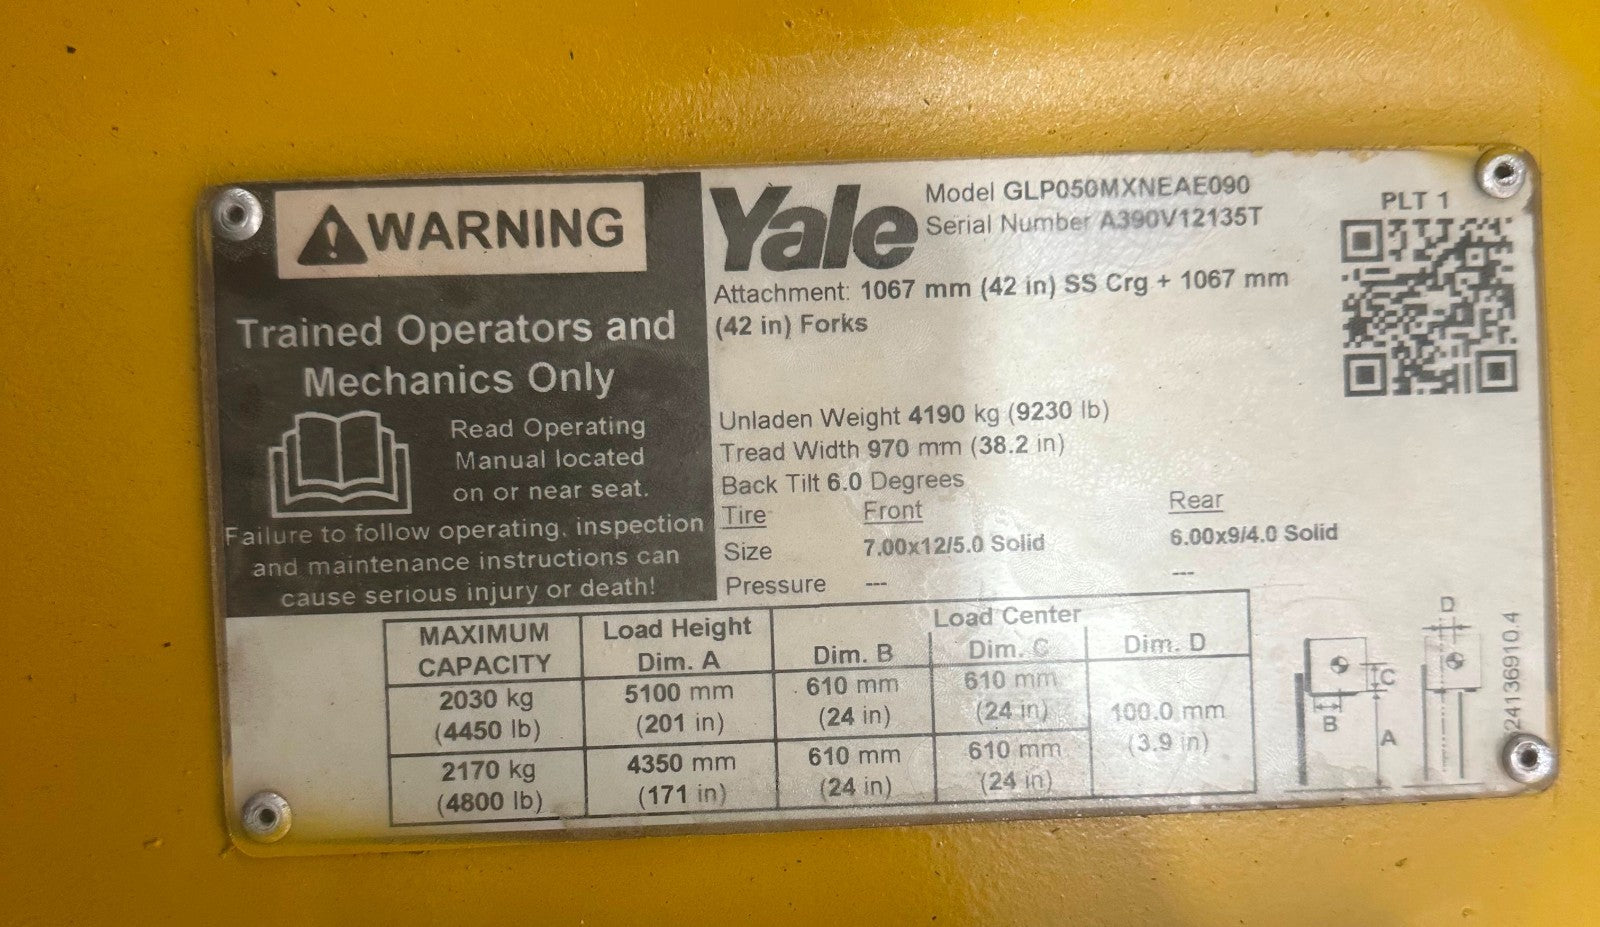 WARNING
Trained Operators and
Mechanics Only
Read Operating
Manual located
on or near seat.
Failure to follow operating, inspection
and maintenance instructions can
cause serious injury or death!
Yale
Model GLP050MXNEAE090
Serial Number A390V12135T
PLT 1
Attachment: 1067 mm (42 in) SS Crg + 1067 mm
(42 in) Forks
Unladen Weight 4190 kg (9230 lb)
Tread Width 970 mm (38.2 in)
Back Tilt 6.0 Degrees
Tire Front Rear
Size 7.00x12/5.0 Solid 6.00x9/4.0 Solid
Pressure --- ---
MAXIMUM CAPACITY Load Height Dim. A Load Center Dim. B Dim. C Dim. D
2030 kg (4450 lb) 5100 mm (201 in) 610 mm (24 in) 610 mm (24 in) 100.0 mm (3.9 in)
2170 kg (4800 lb) 4350 mm (171 in) 610 mm (24 in) 610 mm (24 in)
D
C
B
A
24136910.4